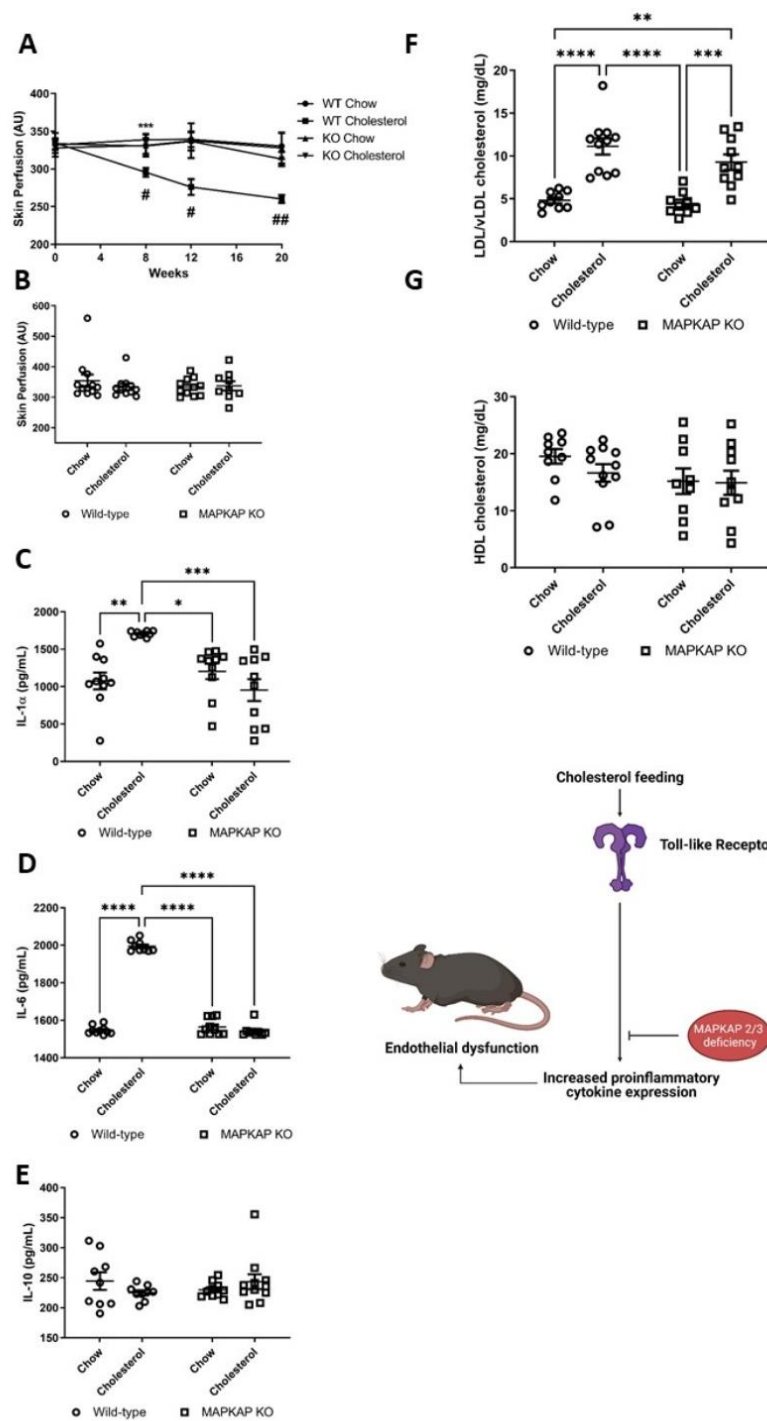 A
Skin Perfusion (AU)
400
350
300
250
200
***
#
#
##
0
4
8
12
16
20
Weeks
WT Chow
WT Cholesterol
KO Chow
KO Cholesterol
B
Skin Perfusion (AU)
600
500
400
300
200
Chow
Cholesterol
Chow
Cholesterol
Wild-type
MAPKAP KO
C
IL-1α (pg/mL)
2000
1500
1000
500
0
***
**
*
Chow
Cholesterol
Chow
Cholesterol
Wild-type
MAPKAP KO
D
IL-6 (pg/mL)
2200
2000
1800
1600
1400
****
****
****
Chow
Cholesterol
Chow
Cholesterol
Wild-type
MAPKAP KO
E
IL-10 (pg/mL)
400
350
300
250
200
150
Chow
Cholesterol
Chow
Cholesterol
Wild-type
MAPKAP KO
F
LDL/vLDL cholesterol (mg/dL)
20
15
10
5
0
**
****
****
***
Chow
Cholesterol
Chow
Cholesterol
Wild-type
MAPKAP KO
G
HDL cholesterol (mg/dL)
30
20
10
0
Chow
Cholesterol
Chow
Cholesterol
Wild-type
MAPKAP KO
Cholesterol feeding
Toll-like Recepto
MAPKAP 2/3
deficiency
Endothelial dysfunction
Increased proinflammatory
cytokine expression